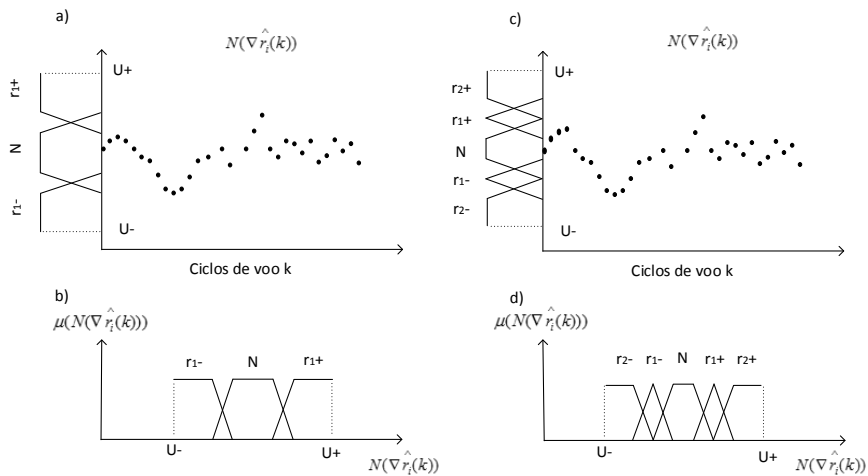 a)
N(∇r̂ᵢ(k))
U+
r1+
N
r1-
U-
Ciclos de voo k
b)
μ(N(∇r̂ᵢ(k)))
r1-
N
r1+
U-
U+
N(∇r̂ᵢ(k))
c)
N(∇r̂ᵢ(k))
U+
r2+
r1+
N
r1-
r2-
U-
Ciclos de voo k
d)
μ(N(∇r̂ᵢ(k)))
r2-
r1-
N
r1+
r2+
U-
U+
N(∇r̂ᵢ(k))